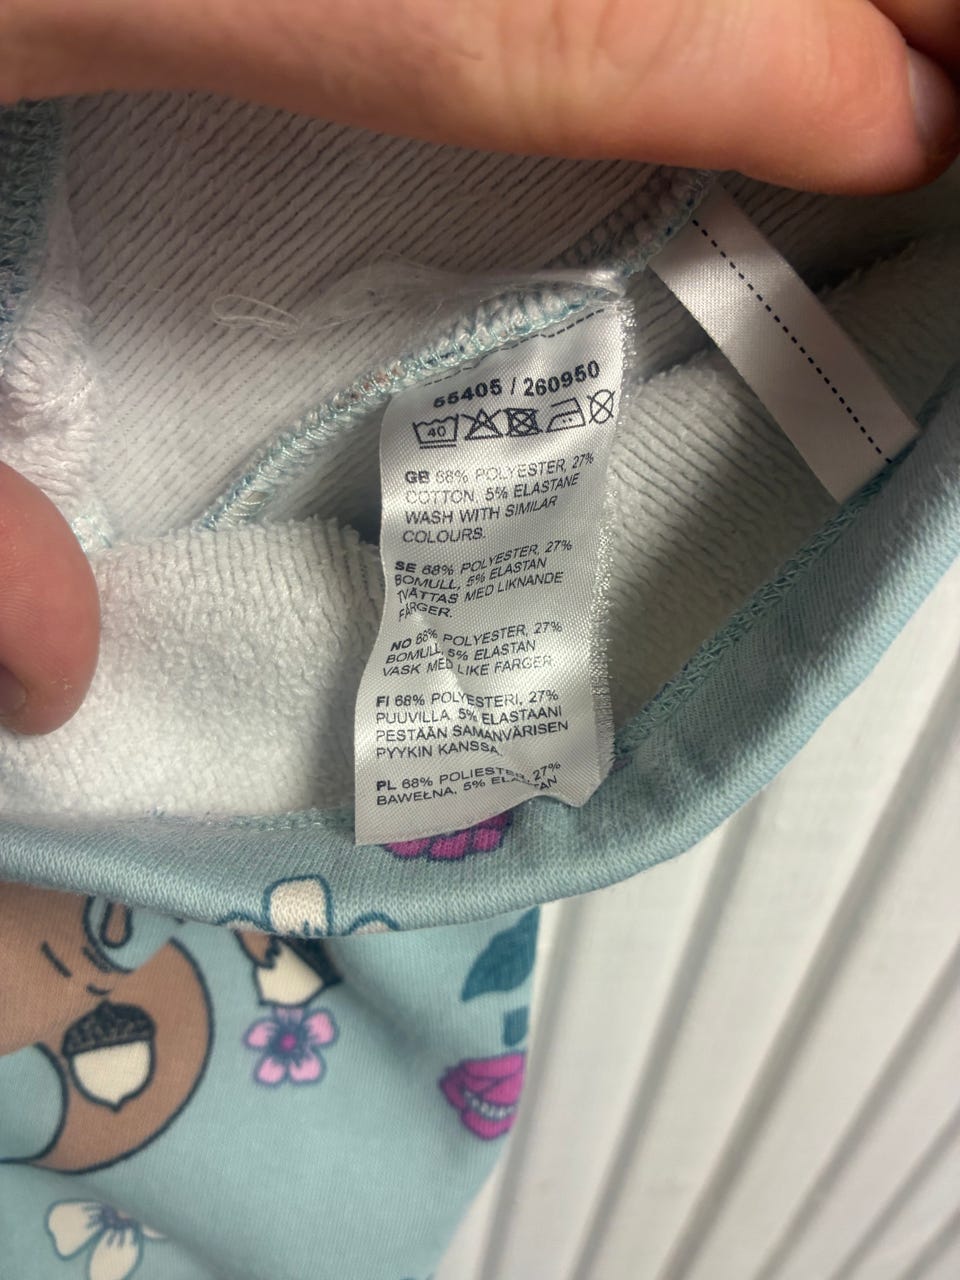 55405 / 260950
40
GB 68% POLYESTER, 27%
COTTON, 5% ELASTANE
WASH WITH SIMILAR
COLOURS.
SE 68% POLYESTER, 27%
BOMULL, 5% ELASTAN
TVÄTTAS MED LIKNANDE
FÄRGER.
NO 68% POLYESTER, 27%
BOMULL, 5% ELASTAN
VASK MED LIKE FARGER
FI 68% POLYESTERI, 27%
PUUVILLA, 5% ELASTAANI
PESTÄÄN SAMANVÄRISEN
PYYKIN KANSSA.
PL 68% POLIESTER, 27%
BAWEŁNA, 5% ELASTAN